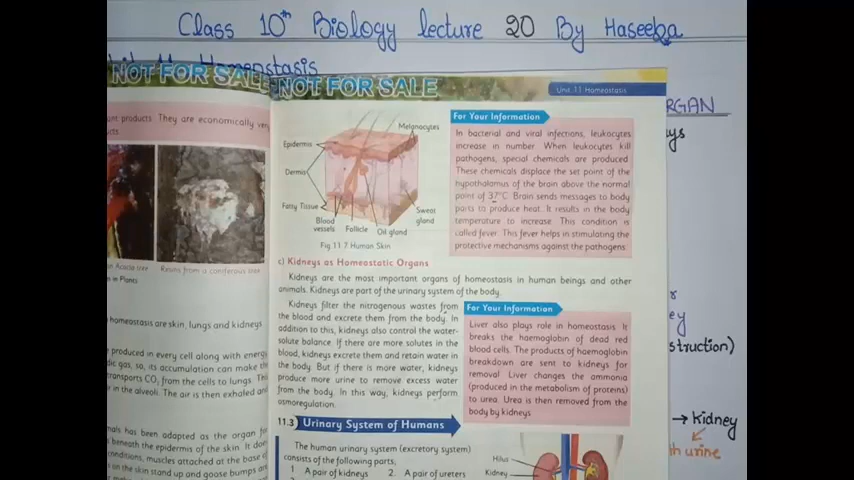 Class 10th Biology lecture 20 By Haseeba
NOT FOR SALE
NOT FOR SALE
Unit 11 Homeostasis
RGAN
ys
ant products. They are economically very
cts.
n Acacia tree
Resins from a coniferous tree
s in Plants
homeostasis are skin, lungs and kidneys
produced in every cell along with energy
dic gas, so, its accumulation can make the
transports CO2 from the cells to lungs. This
r in the alveoli. The air is then exhaled and
mals has been adapted as the organ for
s beneath the epidermis of the skin. It does
conditions, muscles attached at the base of
s on the skin stand up and goose bumps are
Melanocytes
Epidermis
Dermis
Fatty Tissue
Blood vessels
Follicle
Oil gland
Sweat gland
Fig 11.7 Human Skin
For Your Information
In bacterial and viral infections, leukocytes
increase in number. When leukocytes kill
pathogens, special chemicals are produced.
These chemicals displace the set point of the
hypothalamus of the brain above the normal
point of 37°C. Brain sends messages to body
parts to produce heat. It results in the body
temperature to increase. This condition is
called fever. This fever helps in stimulating the
protective mechanisms against the pathogens.
c) Kidneys as Homeostatic Organs
Kidneys are the most important organs of homeostasis in human beings and other
animals. Kidneys are part of the urinary system of the body.
Kidneys filter the nitrogenous wastes from
the blood and excrete them from the body. In
addition to this, kidneys also control the water-
solute balance. If there are more solutes in the
blood, kidneys excrete them and retain water in
the body. But if there is more water, kidneys
produce more urine to remove excess water
from the body. In this way, kidneys perform
osmoregulation.
For Your Information
Liver also plays role in homeostasis. It
breaks the haemoglobin of dead red
blood cells. The products of haemoglobin
breakdown are sent to kidneys for
removal. Liver changes the ammonia
(produced in the metabolism of proteins)
to urea. Urea is then removed from the
body by kidneys
11.3 Urinary System of Humans
The human urinary system (excretory system)
consists of the following parts,
1 A pair of kidneys 2. A pair of ureters
Hilus
Kidney
ey
struction)
→ kidney
th urine